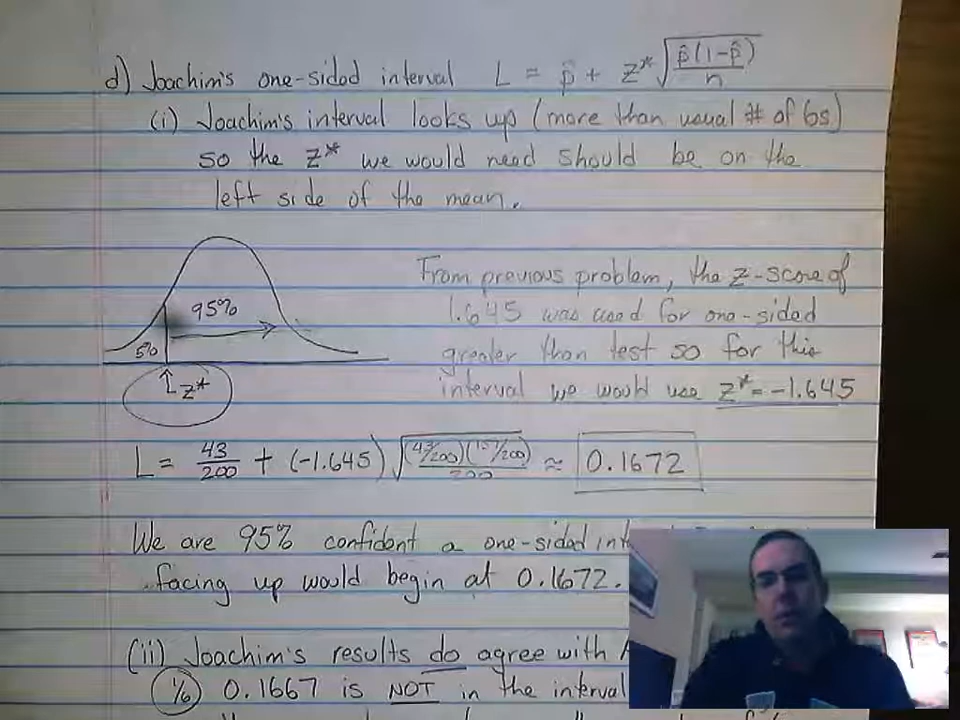 d) Joachim's one-sided interval L = p̂ + z* √(p̂(1-p̂)/n)
(i) Joachim's interval looks up (more than usual # of 6s)
so the z* we would need should be on the
left side of the mean.
From previous problem, the z-score of
1.645 was used for one-sided
greater than test so for this
interval we would use z* = -1.645
95%
5%
↑ z*
L = 43/200 + (-1.645) √((43/200)(157/200)/200) ≈ 0.1672
We are 95% confident a one-sided
facing up would begin at 0.1672.
(ii) Joachim's results do agree with
1/6 0.1667 is NOT in the interval